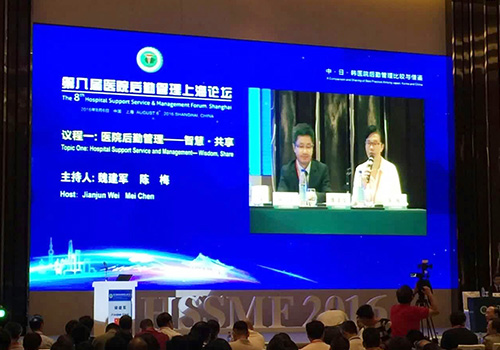 中·日·韩医院后勤管理比较与借鉴
第八届医院后勤管理上海论坛
The 8th Hospital Support Service & Management Forum Shanghai
议程一：医院后勤管理——智慧·共享
Topic One: Hospital Support Service and Management— Wisdom, Share
主持人：魏建军 陈 梅
Host: Jianjun Wei Mei Chen
HSSMF 2016